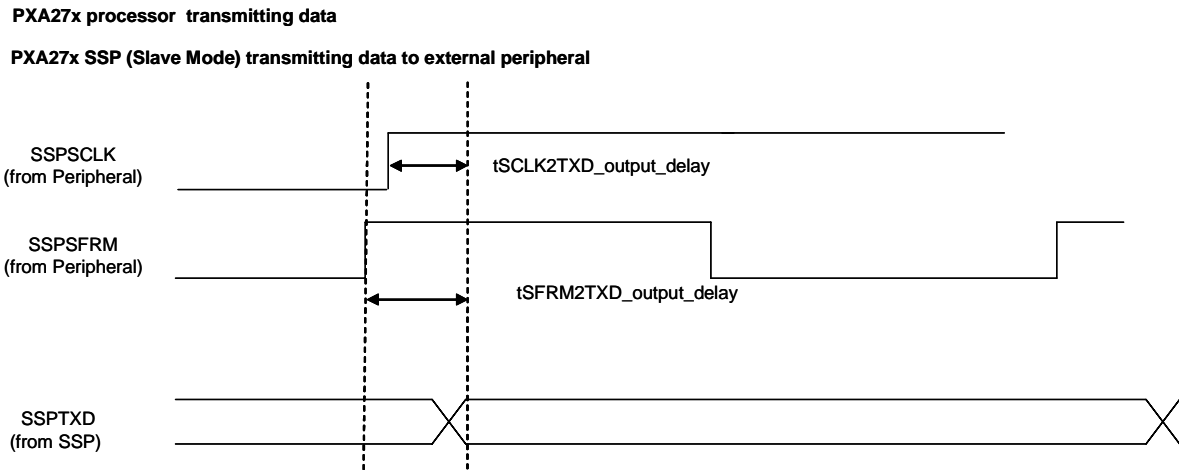 PXA27x processor transmitting data
PXA27x SSP (Slave Mode) transmitting data to external peripheral
SSPSCLK
(from Peripheral)
tSCLK2TXD_output_delay
SSPSFRM
(from Peripheral)
tSFRM2TXD_output_delay
SSPTXD
(from SSP)